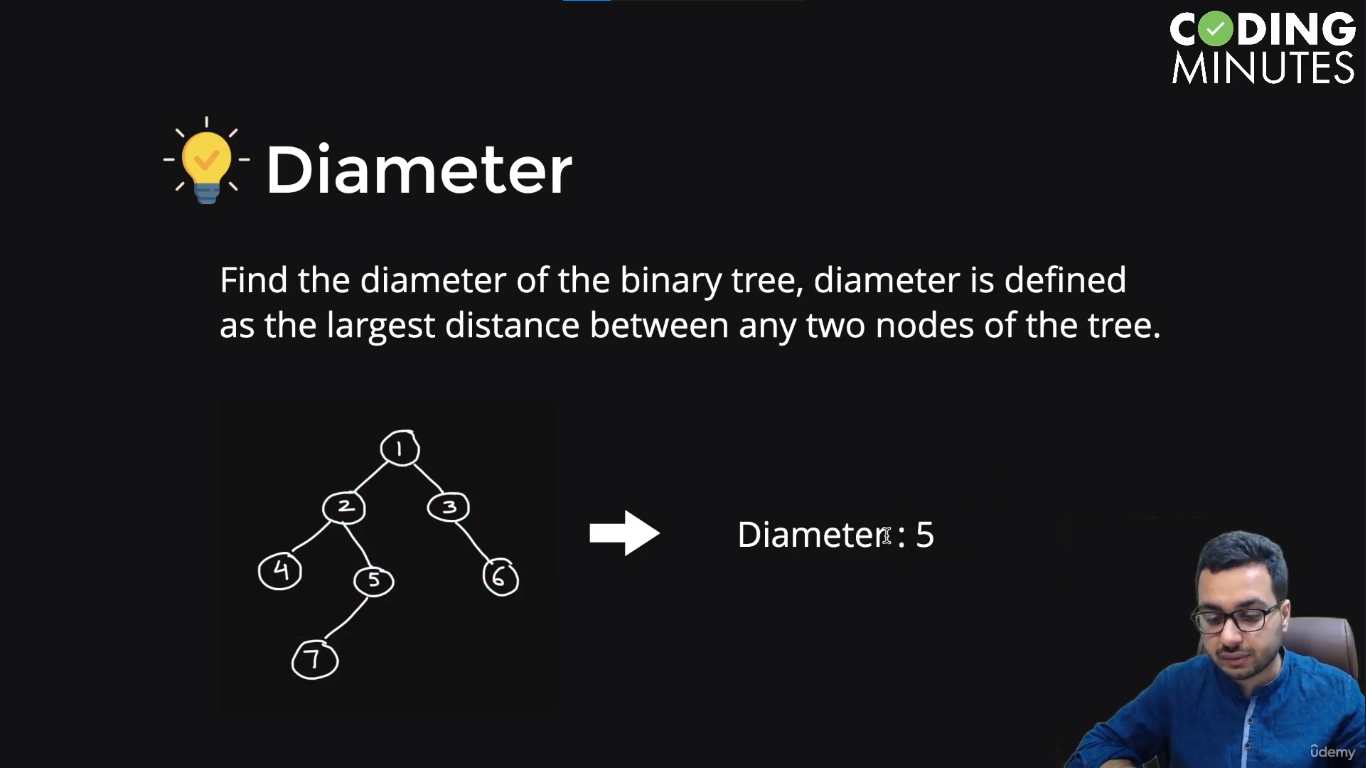 CODING
MINUTES
Diameter
Find the diameter of the binary tree, diameter is defined
as the largest distance between any two nodes of the tree.
1
2
3
4
5
6
7
Diameter : 5
ûdemy